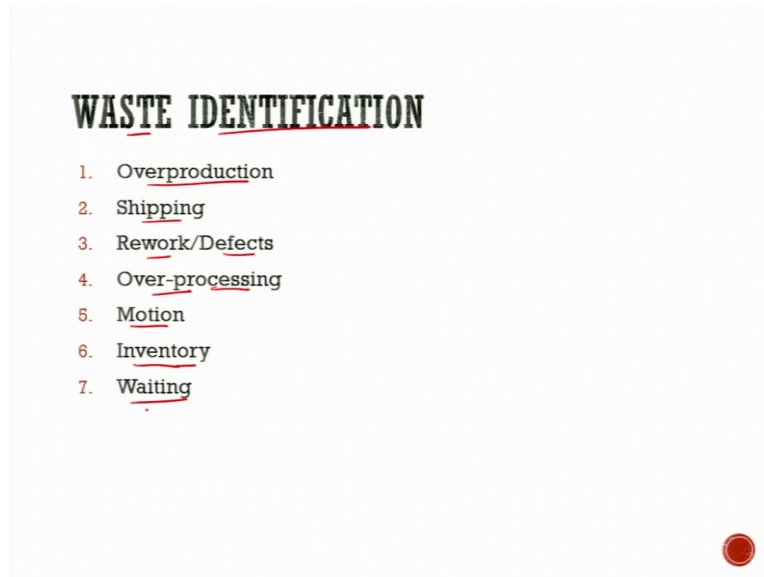 WASTE IDENTIFICATION
1. Overproduction
2. Shipping
3. Rework/Defects
4. Over-processing
5. Motion
6. Inventory
7. Waiting